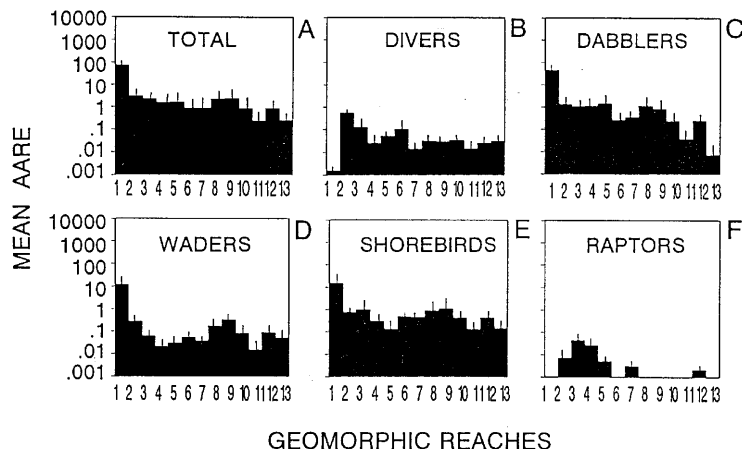 10000
1000
100
10
1
.1
.01
.001
TOTAL
A
1 2 3 4 5 6 7 8 9 10 11 12 13
DIVERS
B
1 2 3 4 5 6 7 8 9 10 11 12 13
DABBLERS
C
1 2 3 4 5 6 7 8 9 10 11 12 13
MEAN AARE
10000
1000
100
10
1
.1
.01
.001
WADERS
D
1 2 3 4 5 6 7 8 9 10 11 12 13
SHOREBIRDS
E
1 2 3 4 5 6 7 8 9 10 11 12 13
RAPTORS
F
1 2 3 4 5 6 7 8 9 10 11 12 13
GEOMORPHIC REACHES